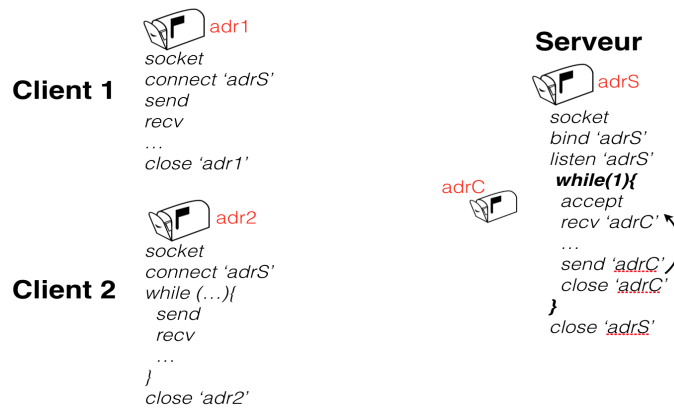 adr1
Client 1
socket
connect 'adrS'
send
recv
...
close 'adr1'
adr2
Client 2
socket
connect 'adrS'
while (...){
send
recv
...
}
close 'adr2'
adrC
Serveur
adrS
socket
bind 'adrS'
listen 'adrS'
while(1){
accept
recv 'adrC'
...
send 'adrC'
close 'adrC'
}
close 'adrS'